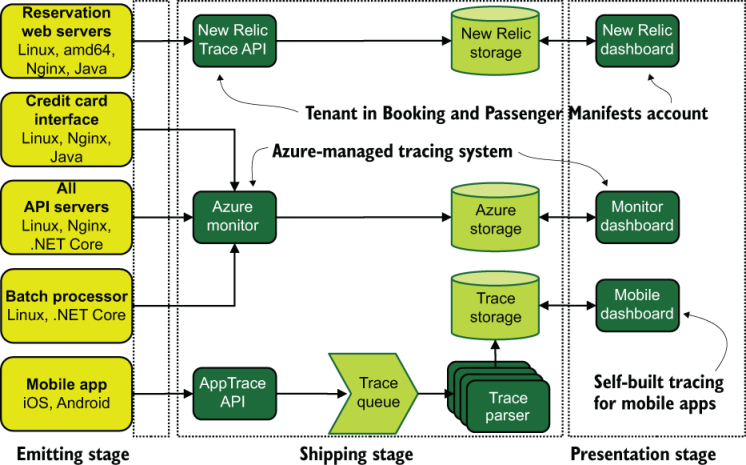 Reservation
web servers
Linux, amd64,
Nginx, Java
New Relic
Trace API
New Relic
storage
New Relic
dashboard
Tenant in Booking and Passenger Manifests account
Credit card
interface
Linux, Nginx,
Java
Azure-managed tracing system
All
API servers
Linux, Nginx,
.NET Core
Azure
monitor
Azure
storage
Monitor
dashboard
Batch processor
Linux, .NET Core
Trace
storage
Mobile
dashboard
Mobile app
iOS, Android
AppTrace
API
Trace
queue
Trace
parser
Self-built tracing
for mobile apps
Emitting stage
Shipping stage
Presentation stage